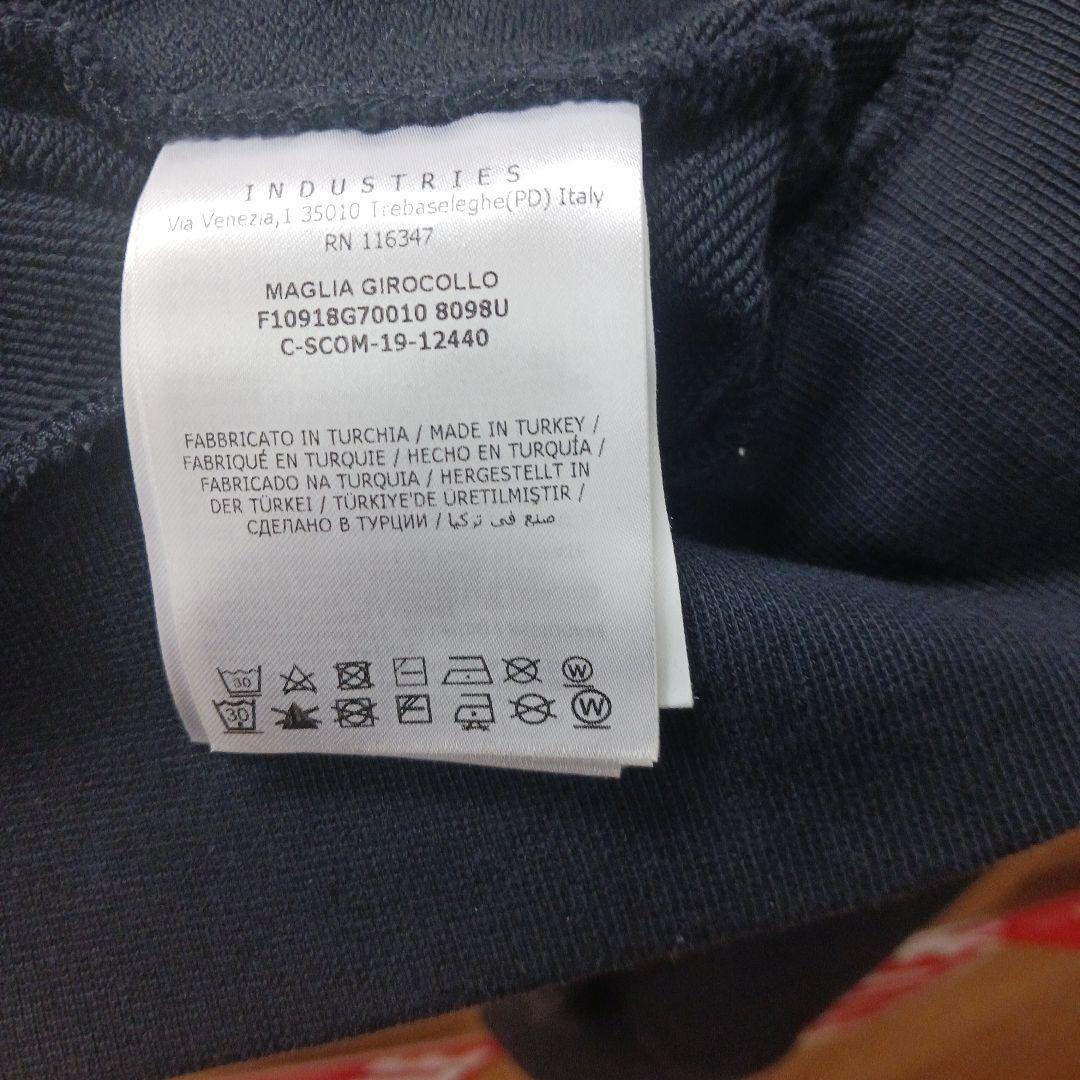 INDUSTRIES
Via Venezia,1 35010 Trebaseleghe(PD) Italy
RN 116347
MAGLIA GIROCOLLO
F10918G70010 8098U
C-SCOM-19-12440
FABBRICATO IN TURCHIA / MADE IN TURKEY /
FABRIQUÉ EN TURQUIE / HECHO EN TURQUÍA /
FABRICADO NA TURQUIA / HERGESTELLT IN
DER TÜRKEI / TÜRKIYE'DE ÜRETILMIŞTIR /
СДЕЛАНО В ТУРЦИИ / صنع في تركيا
30
W
30
W